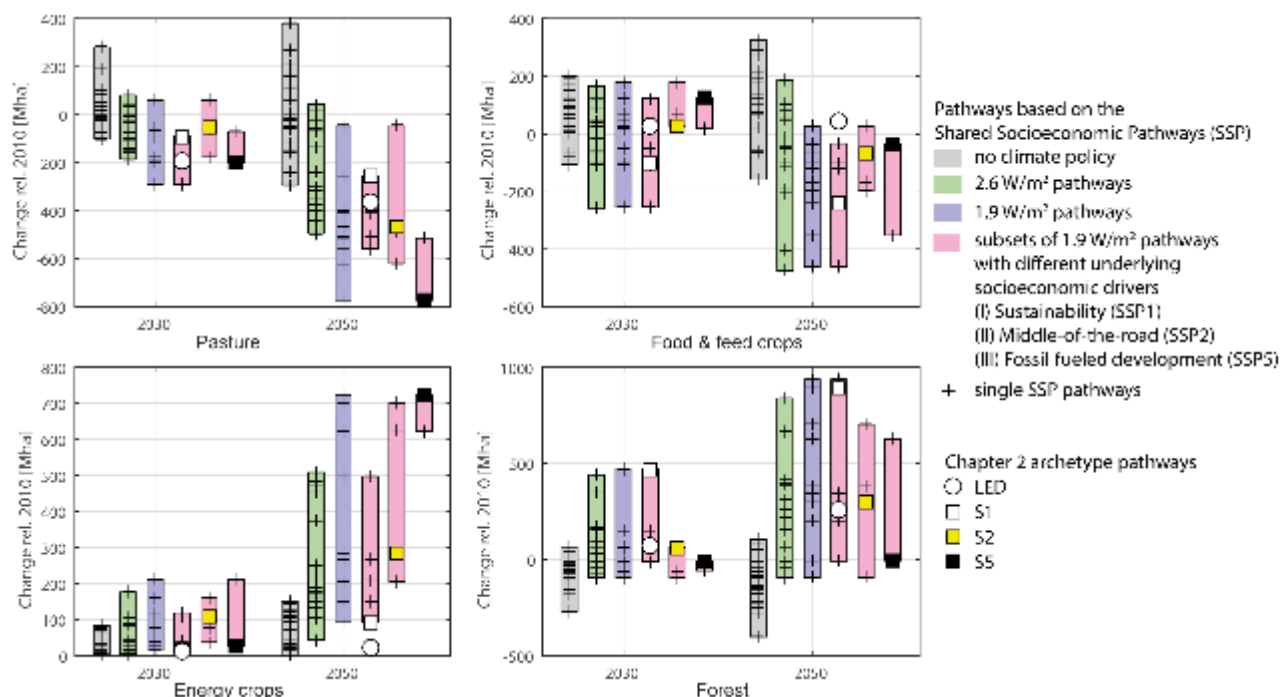 Change rel. 2010 [Mha]
400
200
0
200
400
-600
-800
2030
2050
Pasture
Change rel. 2010 [Mha]
400
200
0
-200
-400
-600
2030
2050
Food & feed crops
Change rel. 2010 [Mha]
800
700
600
500
400
300
200
100
0
2030
2050
Energy crops
Change rel. 2010 [Mha]
1000
500
0
-500
2030
2050
Forest
Pathways based on the
Shared Socioeconomic Pathways (SSP)
no climate policy
2.6 W/m² pathways
1.9 W/m² pathways
subsets of 1.9 W/m² pathways
with different underlying
socioeconomic drivers
(I) Sustainability (SSP1)
(II) Middle-of-the-road (SSP2)
(III) Fossil fueled development (SSP5)
+ single SSP pathways
Chapter 2 archetype pathways
LED
S1
S2
S5